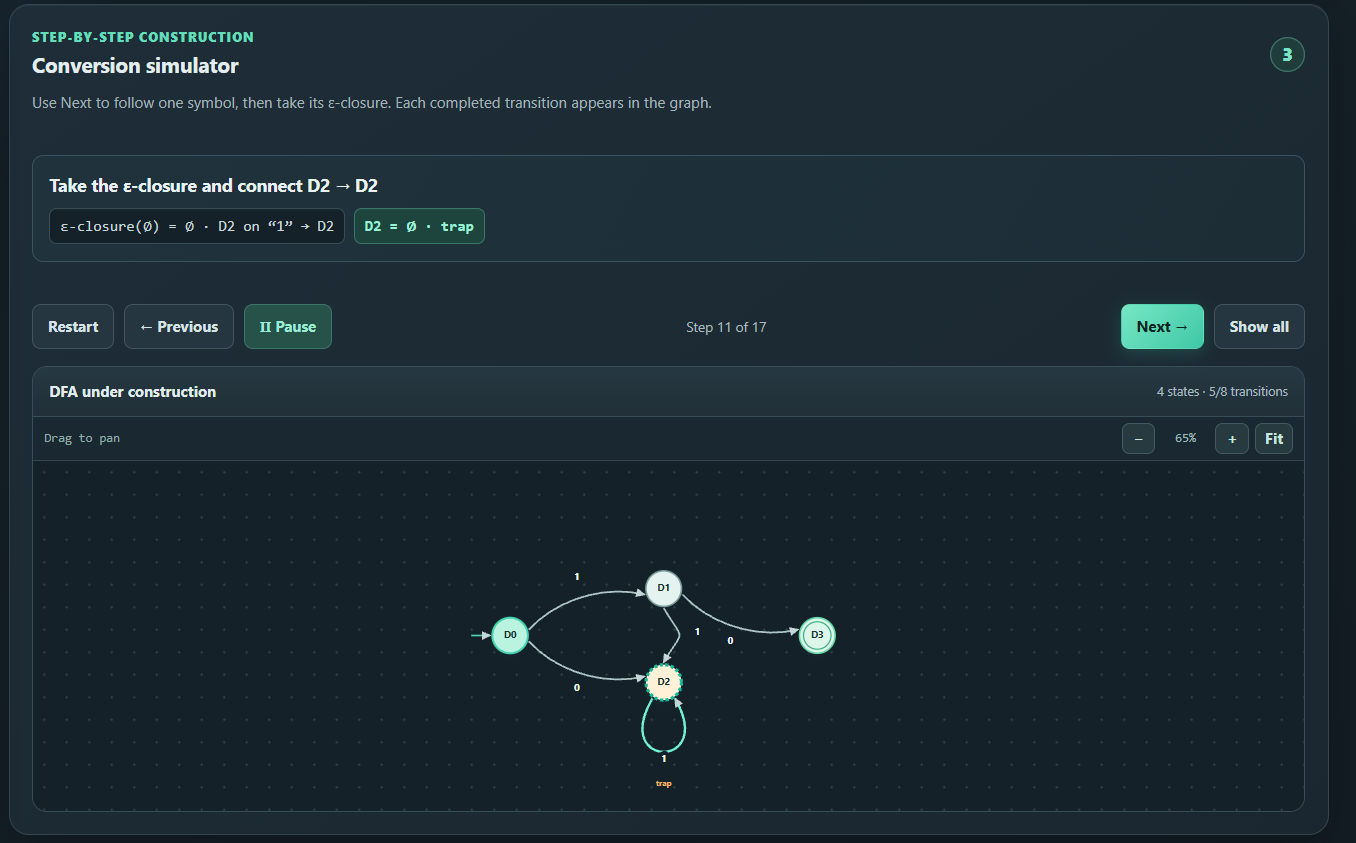 STEP-BY-STEP CONSTRUCTION
Conversion simulator
3
Use Next to follow one symbol, then take its ε-closure. Each completed transition appears in the graph.
Take the ε-closure and connect D2 → D2
ε-closure(Ø) = Ø · D2 on “1” → D2
D2 = Ø · trap
Restart
← Previous
II Pause
Step 11 of 17
Next →
Show all
DFA under construction
4 states · 5/8 transitions
Drag to pan
−
65%
+
Fit
1
D1
D0
1
0
D3
D2
0
1
trap